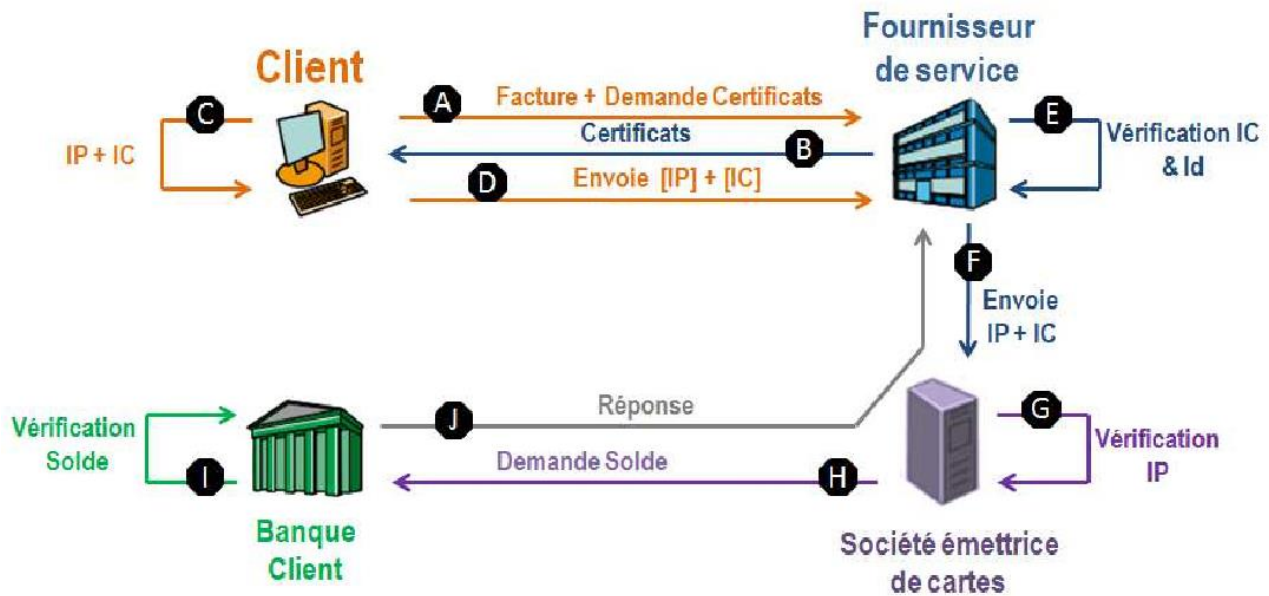 Client
Fournisseur
de service
A
Facture + Demande Certificats
Certificats
B
C
IP + IC
D
Envoie [IP] + [IC]
E
Vérification IC
& Id
F
Envoie
IP + IC
J
Réponse
G
Vérification
IP
Demande Solde
H
Vérification
Solde
I
Banque
Client
Société émettrice
de cartes